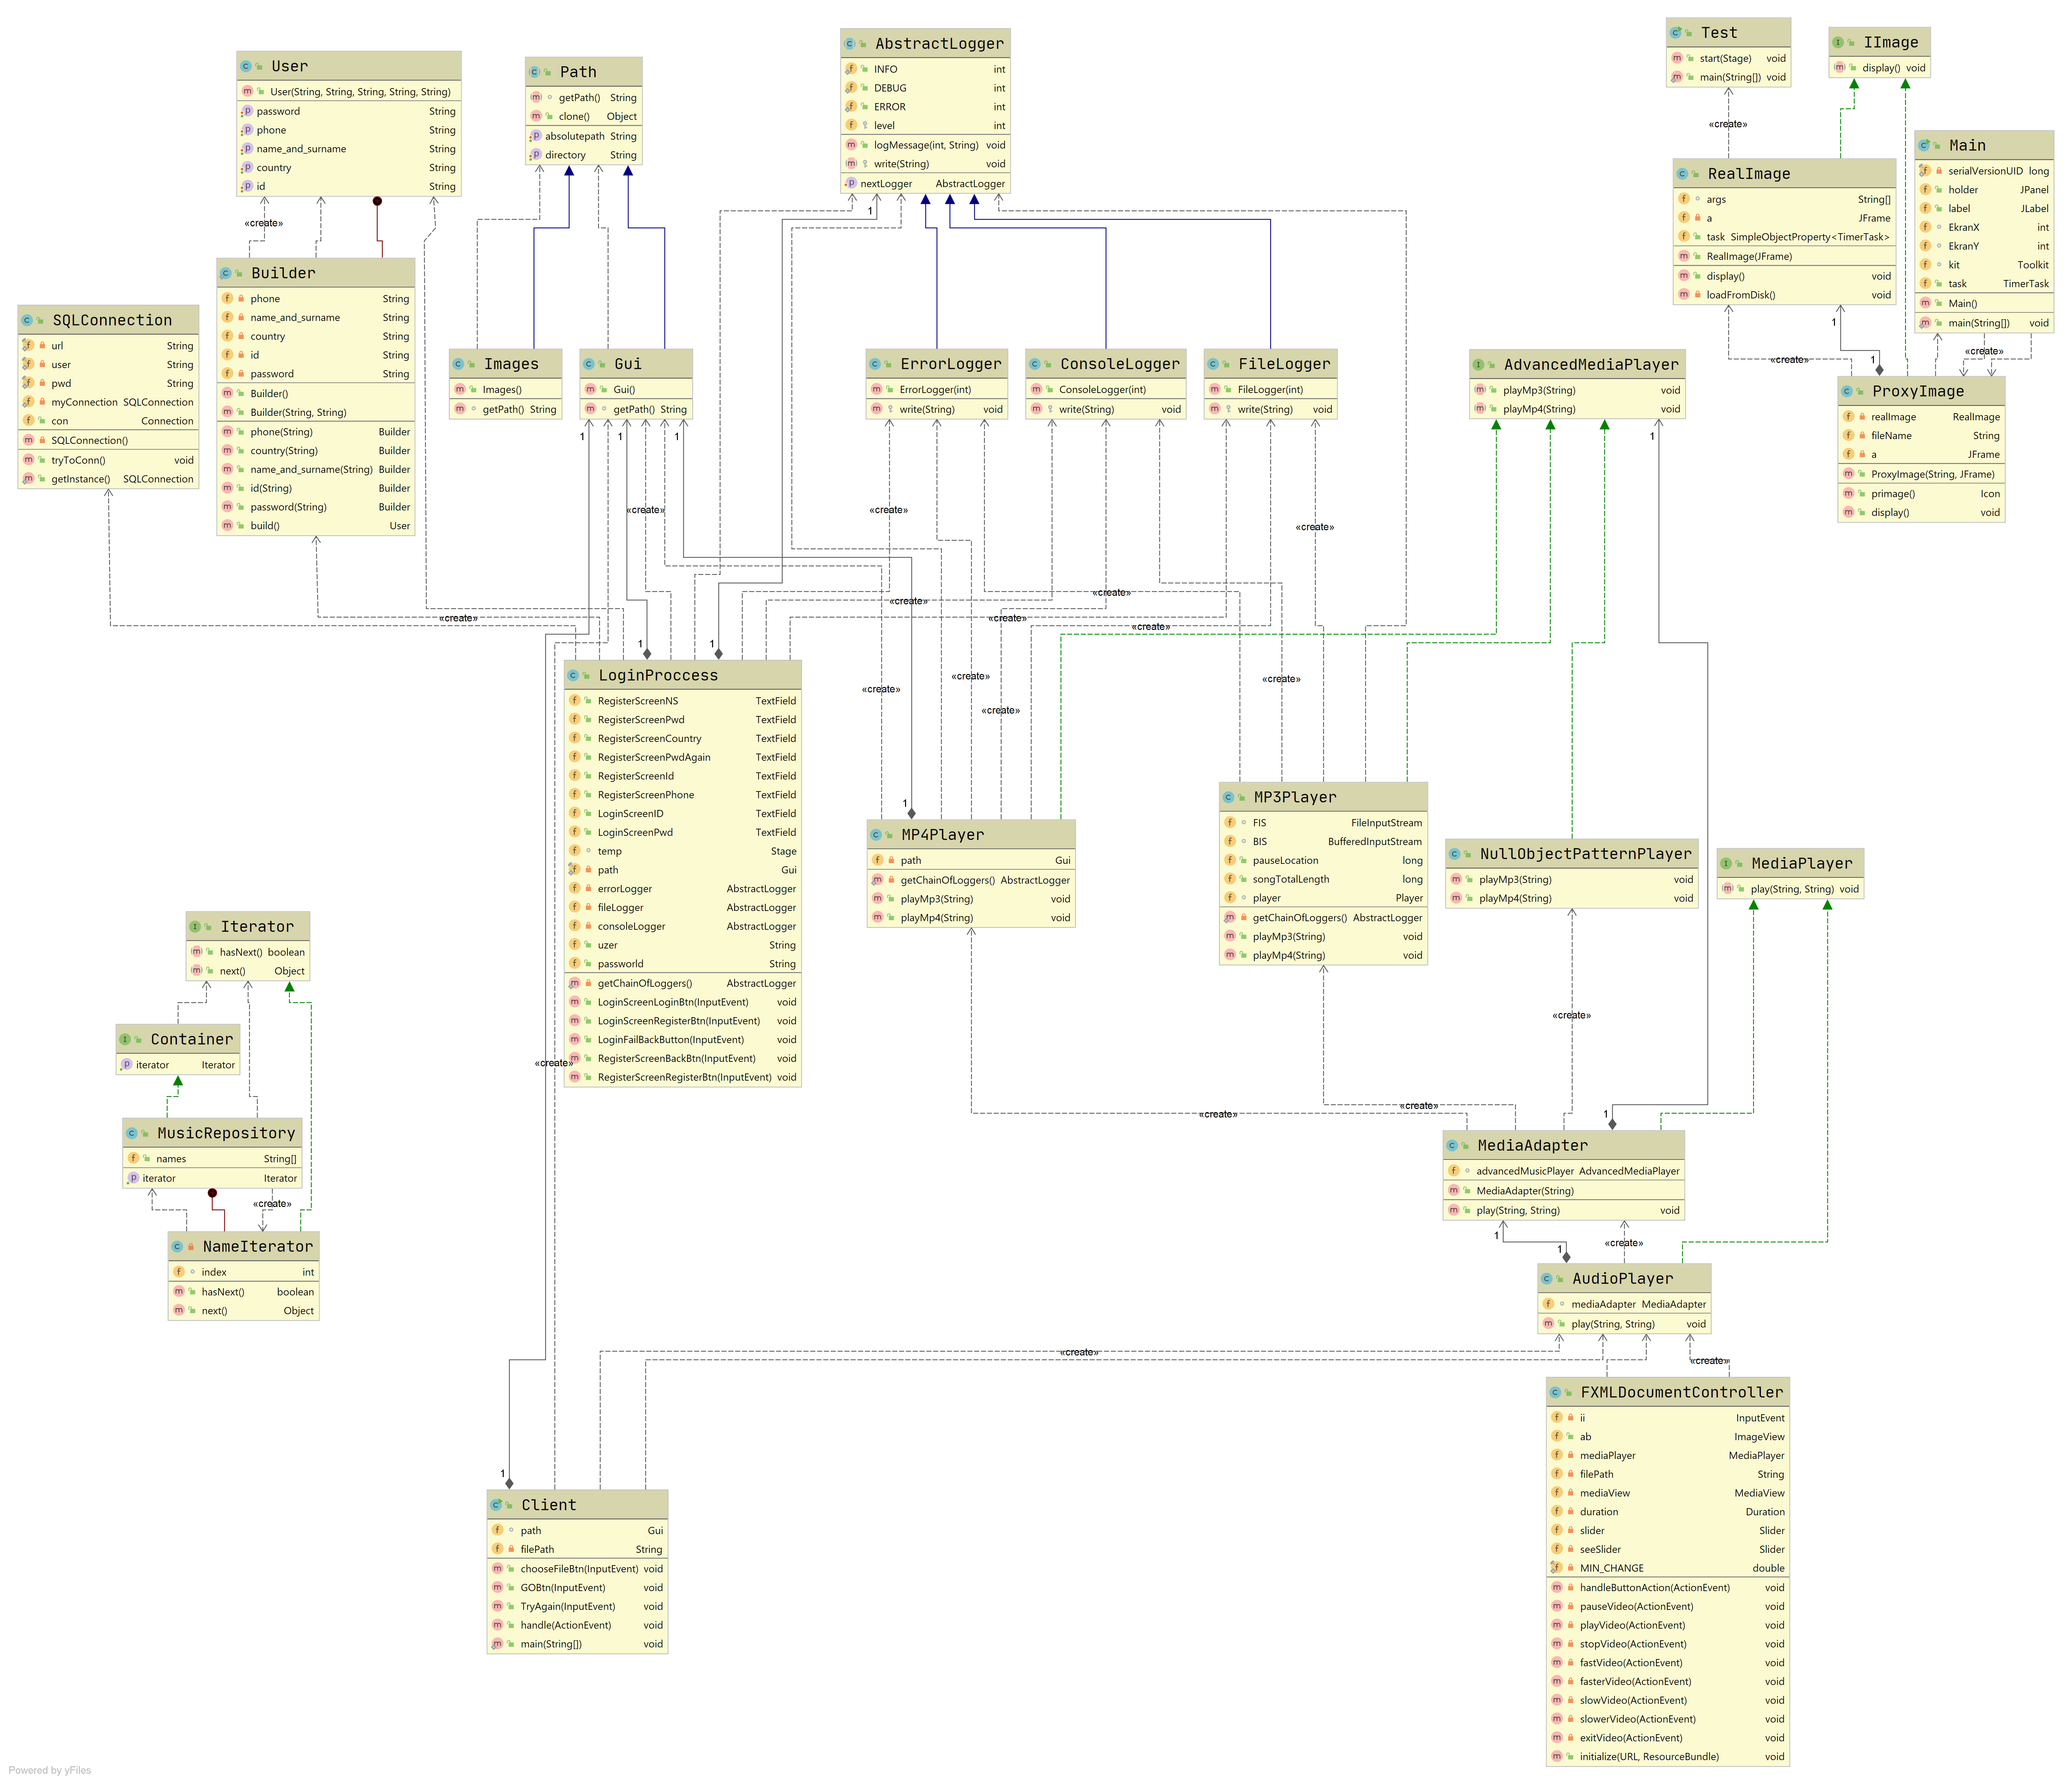 User
User(String, String, String, String, String)
password String
phone String
name_and_surname String
country String
id String
Path
getPath() String
clone() Object
absolutepath String
directory String
AbstractLogger
INFO int
DEBUG int
ERROR int
level int
logMessage(int, String) void
write(String) void
nextLogger AbstractLogger
Test
start(Stage) void
main(String[]) void
IImage
display() void
«create»
«create»
1
RealImage
args String[]
a JFrame
task SimpleObjectProperty<TimerTask>
RealImage(JFrame)
display() void
loadFromDisk() void
Main
serialVersionUID long
holder JPanel
label JLabel
EkranX int
EkranY int
kit Toolkit
task TimerTask
Main()
main(String[]) void
1
«create»
1
«create»
Builder
phone String
name_and_surname String
country String
id String
password String
Builder()
Builder(String, String)
phone(String) Builder
country(String) Builder
name_and_surname(String) Builder
id(String) Builder
password(String) Builder
build() User
SQLConnection
url String
user String
pwd String
myConnection SQLConnection
con Connection
SQLConnection()
tryToConn() void
getInstance() SQLConnection
Images
Images()
getPath() String
Gui
Gui()
getPath() String
ErrorLogger
ErrorLogger(int)
write(String) void
ConsoleLogger
ConsoleLogger(int)
write(String) void
FileLogger
FileLogger(int)
write(String) void
AdvancedMediaPlayer
playMp3(String) void
playMp4(String) void
ProxyImage
realImage RealImage
fileName String
a JFrame
ProxyImage(String, JFrame)
primage() Icon
display() void
1
1
1
1
«create»
«create»
«create»
«create»
«create»
«create»
«create»
«create»
1
1
«create»
«create»
«create»
«create»
LoginProccess
RegisterScreenNS TextField
RegisterScreenPwd TextField
RegisterScreenCountry TextField
RegisterScreenPwdAgain TextField
RegisterScreenId TextField
RegisterScreenPhone TextField
LoginScreenID TextField
LoginScreenPwd TextField
temp Stage
path Gui
errorLogger AbstractLogger
fileLogger AbstractLogger
consoleLogger AbstractLogger
uzer String
passworld String
getChainOfLoggers() AbstractLogger
LoginScreenLoginBtn(InputEvent) void
LoginScreenRegisterBtn(InputEvent) void
LoginFailBackButton(InputEvent) void
RegisterScreenBackBtn(InputEvent) void
RegisterScreenRegisterBtn(InputEvent) void
«create»
1
MP4Player
path Gui
getChainOfLoggers() AbstractLogger
playMp3(String) void
playMp4(String) void
MP3Player
FIS FileInputStream
BIS BufferedInputStream
pauseLocation long
songTotalLength long
player Player
getChainOfLoggers() AbstractLogger
playMp3(String) void
playMp4(String) void
NullObjectPatternPlayer
playMp3(String) void
playMp4(String) void
MediaPlayer
play(String, String) void
Iterator
hasNext() boolean
next() Object
Container
iterator Iterator
MusicRepository
names String[]
iterator Iterator
«create»
NameIterator
index int
hasNext() boolean
next() Object
«create»
«create»
«create»
1
MediaAdapter
advancedMusicPlayer AdvancedMediaPlayer
MediaAdapter(String)
play(String, String) void
1
1
«create»
AudioPlayer
mediaAdapter MediaAdapter
play(String, String) void
«create»
«create»
FXMLDocumentController
ii InputEvent
ab ImageView
mediaPlayer MediaPlayer
filePath String
mediaView MediaView
duration Duration
slider Slider
seeSlider Slider
MIN_CHANGE double
handleButtonAction(ActionEvent) void
pauseVideo(ActionEvent) void
playVideo(ActionEvent) void
stopVideo(ActionEvent) void
fastVideo(ActionEvent) void
fasterVideo(ActionEvent) void
slowVideo(ActionEvent) void
slowerVideo(ActionEvent) void
exitVideo(ActionEvent) void
initialize(URL, ResourceBundle) void
1
Client
path Gui
filePath String
chooseFileBtn(InputEvent) void
GOBtn(InputEvent) void
TryAgain(InputEvent) void
handle(ActionEvent) void
main(String[]) void
Powered by yFiles